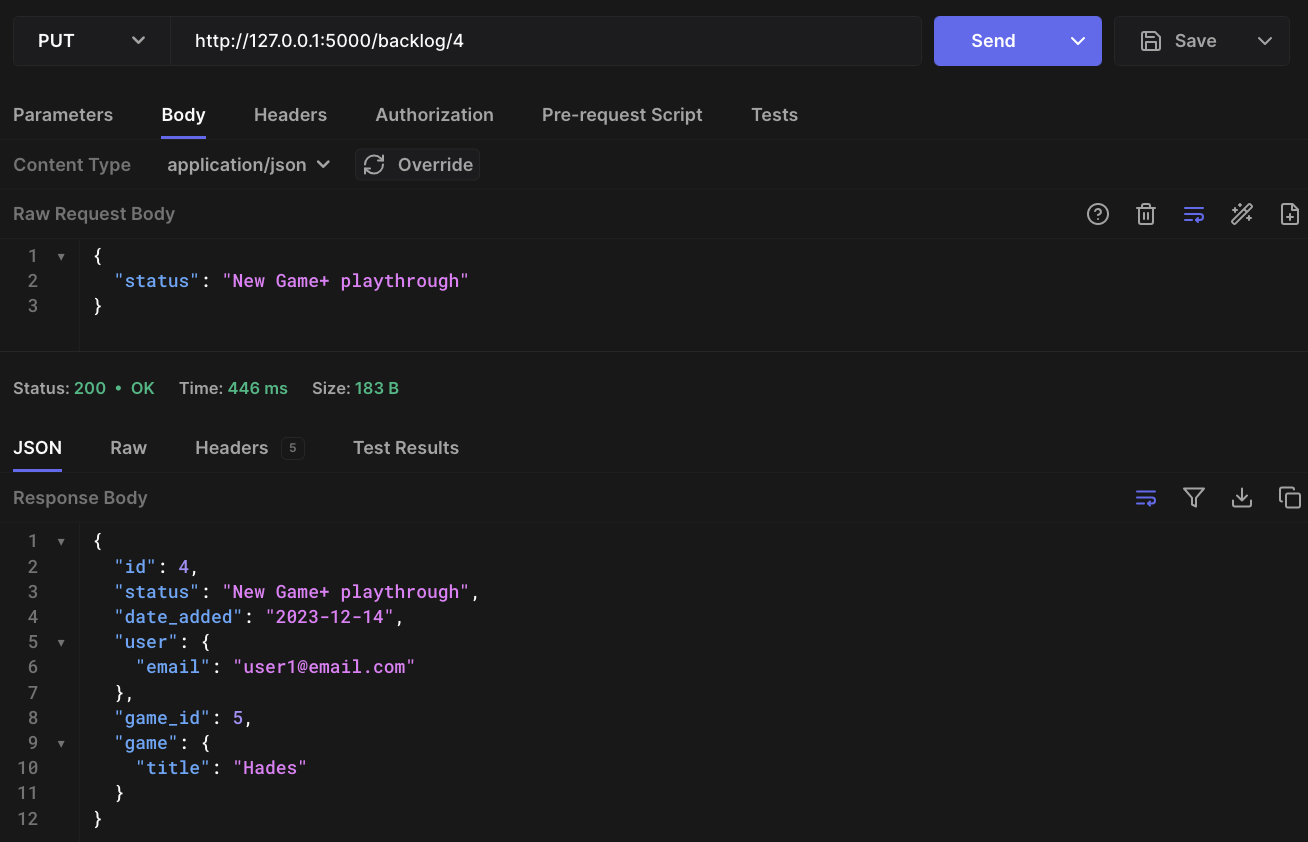 PUT http://127.0.0.1:5000/backlog/4 Send Save
Parameters Body Headers Authorization Pre-request Script Tests
Content Type application/json Override
Raw Request Body
1 {
2 "status": "New Game+ playthrough"
3 }
Status: 200 • OK Time: 446 ms Size: 183 B
JSON Raw Headers 5 Test Results
Response Body
1 {
2 "id": 4,
3 "status": "New Game+ playthrough",
4 "date_added": "2023-12-14",
5 "user": {
6 "email": "user1@email.com"
7 },
8 "game_id": 5,
9 "game": {
10 "title": "Hades"
11 }
12 }